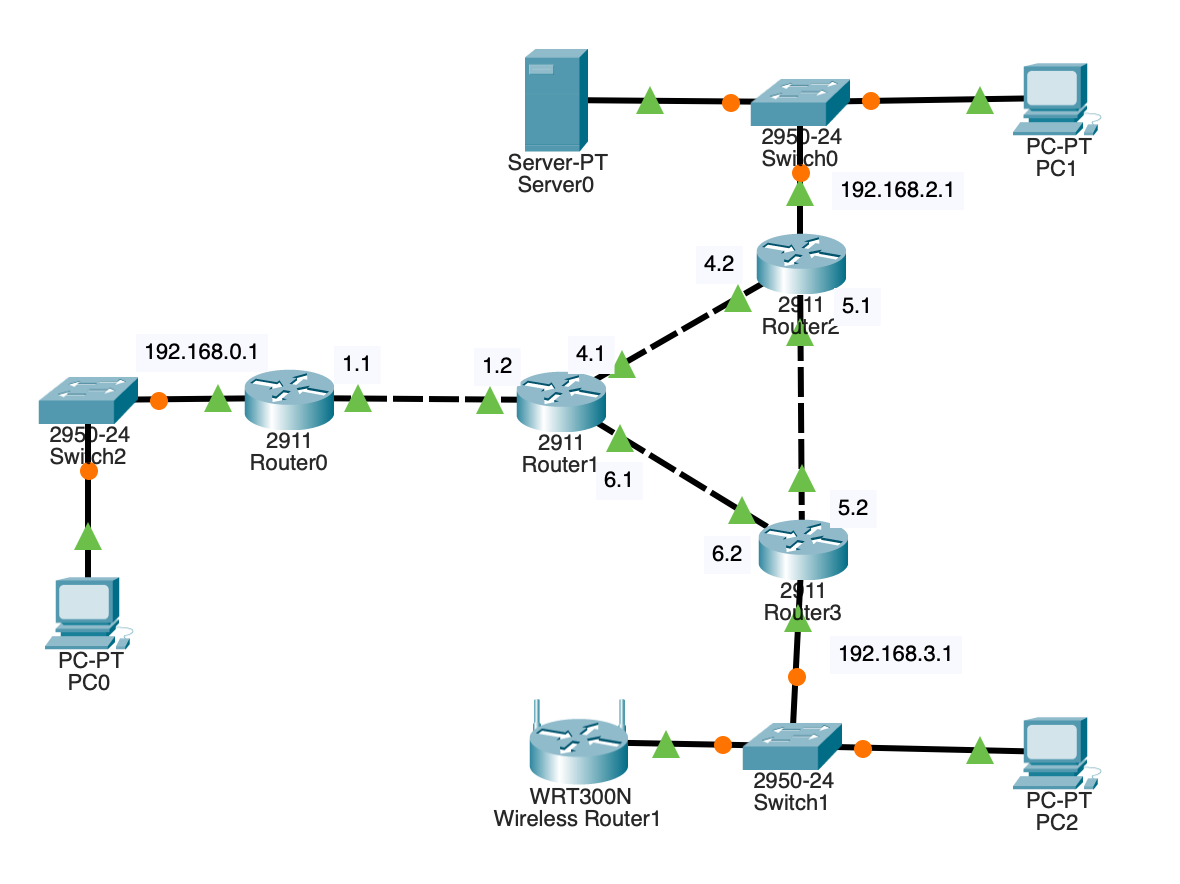 Server-PT
Server0
2950-24
Switch0
PC-PT
PC1
192.168.2.1
4.2
2911
Router2
5.1
192.168.0.1
1.1
1.2
4.1
2950-24
Switch2
2911
Router0
2911
Router1
6.1
5.2
6.2
2911
Router3
192.168.3.1
PC-PT
PC0
WRT300N
Wireless Router1
2950-24
Switch1
PC-PT
PC2